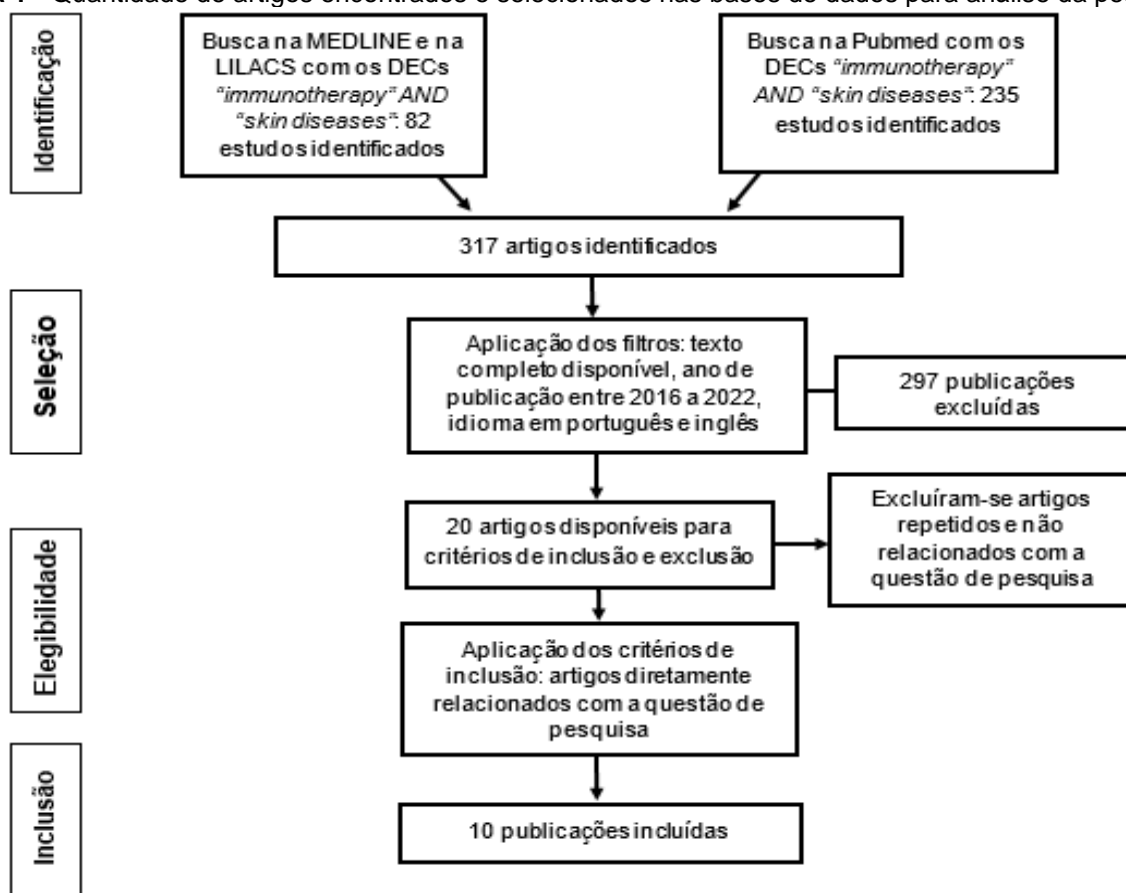 Quantidade de artigos encontrados e selecionados nas bases de dados para análise da
Identificação
Busca na MEDLINE e na
LILACS com os DECs
“immunotherapy” AND
“skin diseases”: 82
estudos identificados
Busca na Pubmed com os
DECs “immunotherapy”
AND “skin diseases”: 235
estudos identificados
317 artigos identificados
Seleção
Aplicação dos filtros: texto
completo disponível, ano de
publicação entre 2016 a 2022,
idioma em português e inglês
297 publicações
excluídas
Elegibilidade
20 artigos disponíveis para
critérios de inclusão e exclusão
Excluíram-se artigos
repetidos e não
relacionados com a
questão de pesquisa
Aplicação dos critérios de
inclusão: artigos diretamente
relacionados com a questão de
pesquisa
Inclusão
10 publicações incluídas